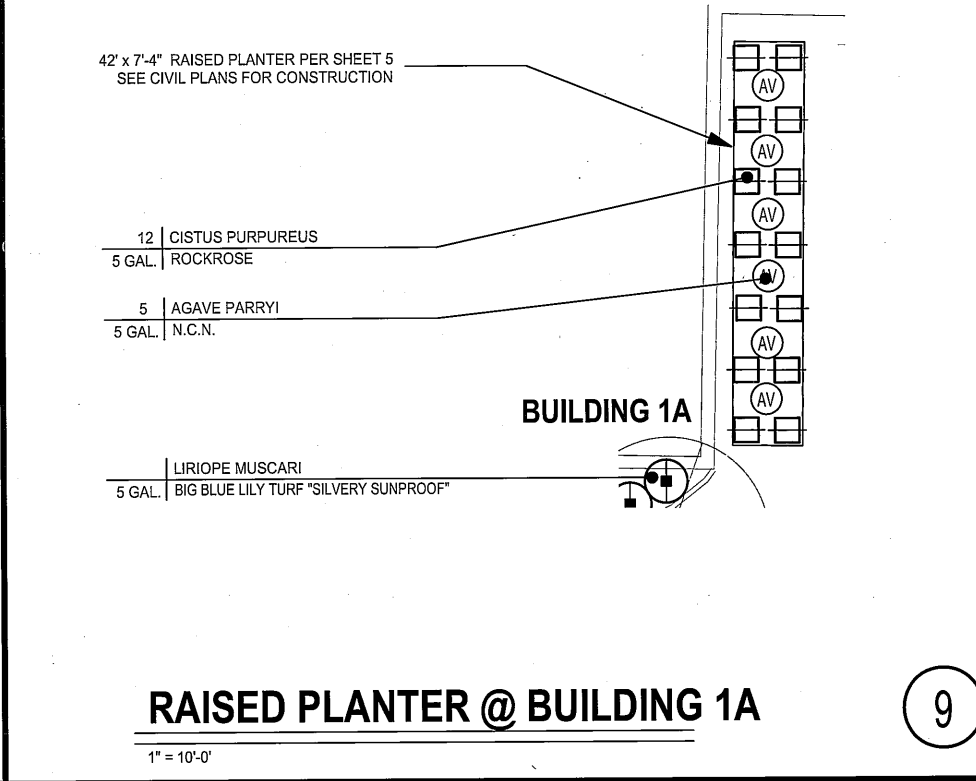 42' x 7'-4" RAISED PLANTER PER SHEET 5
SEE CIVIL PLANS FOR CONSTRUCTION
AV
AV
12 CISTUS PURPUREUS
5 GAL. ROCKROSE
AV
AV
5 AGAVE PARRYI
5 GAL. N.C.N.
AV
AV
BUILDING 1A
LIRIOPE MUSCARI
5 GAL. BIG BLUE LILY TURF "SILVERY SUNPROOF"
RAISED PLANTER @ BUILDING 1A
1" = 10'-0'
9